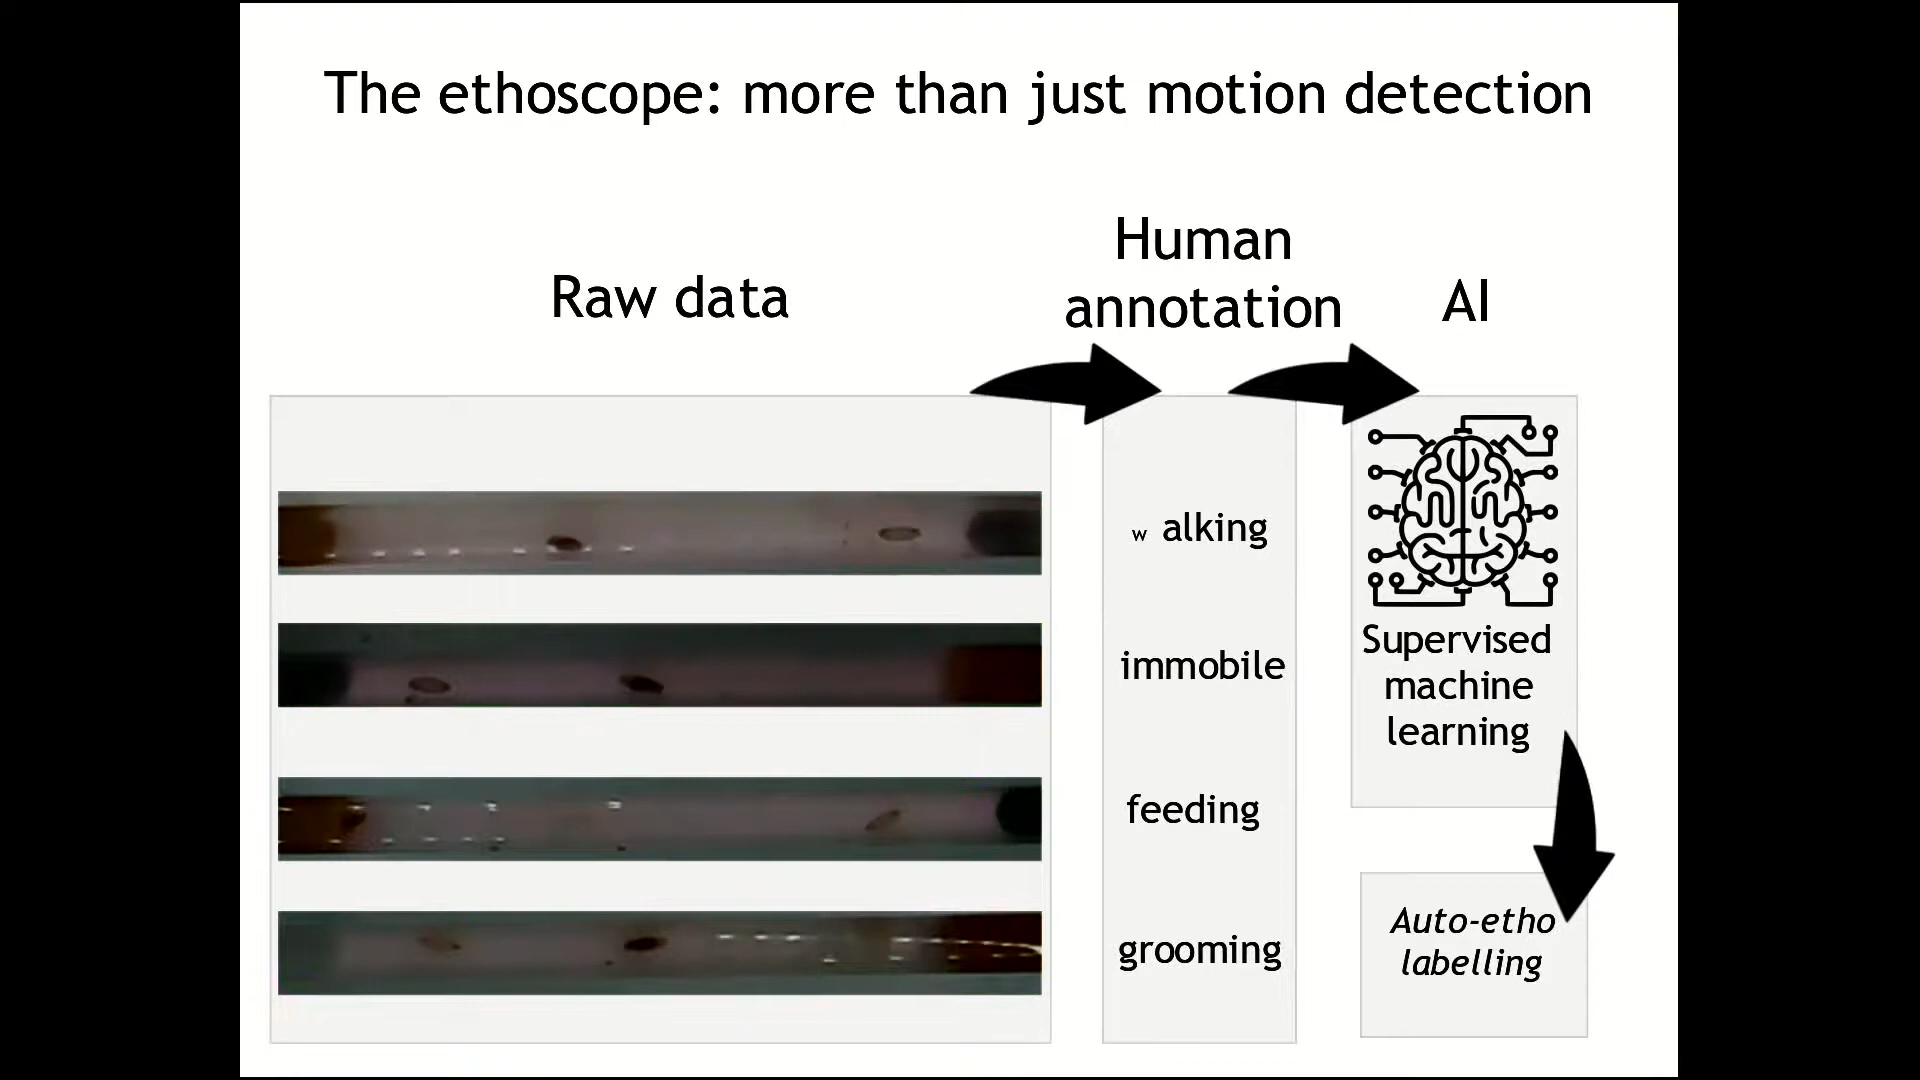 The ethoscope: more than just motion detection
Raw data
Human
annotation
AI
w alking
immobile
feeding
grooming
Supervised
machine
learning
Auto-etho
labelling